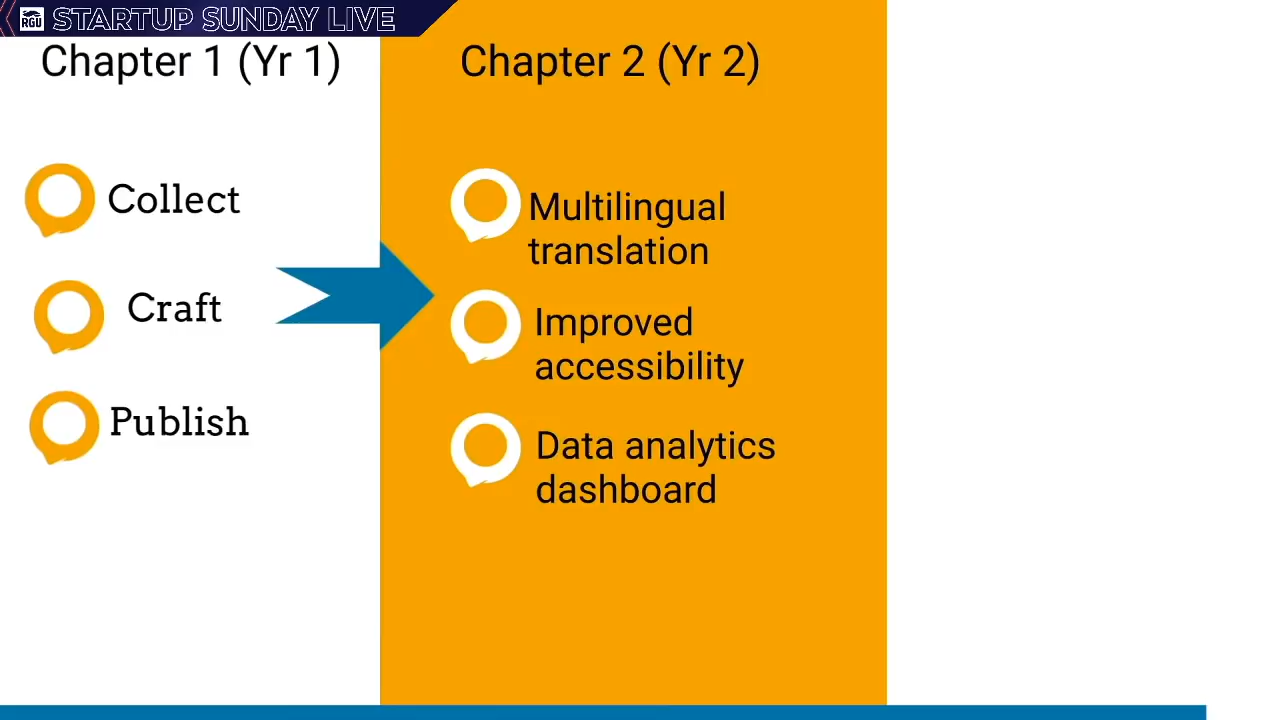 RGU STARTUP SUNDAY LIVE
Chapter 1 (Yr 1)
Collect
Craft
Publish
Chapter 2 (Yr 2)
Multilingual
translation
Improved
accessibility
Data analytics
dashboard